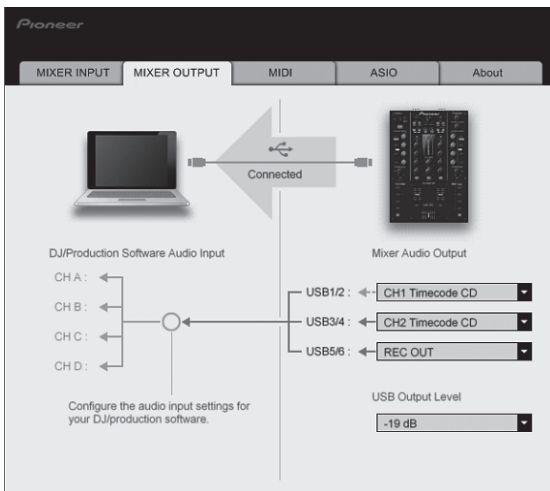 Pioneer
MIXER INPUT MIXER OUTPUT MIDI ASIO About
Connected
DJ/Production Software Audio Input
Mixer Audio Output
CH A :
CH B :
CH C :
CH D :
USB1/2 : CH1 Timecode CD
USB3/4 : CH2 Timecode CD
USB5/6 : REC OUT
Configure the audio input settings for
your DJ/production software.
USB Output Level
-19 dB